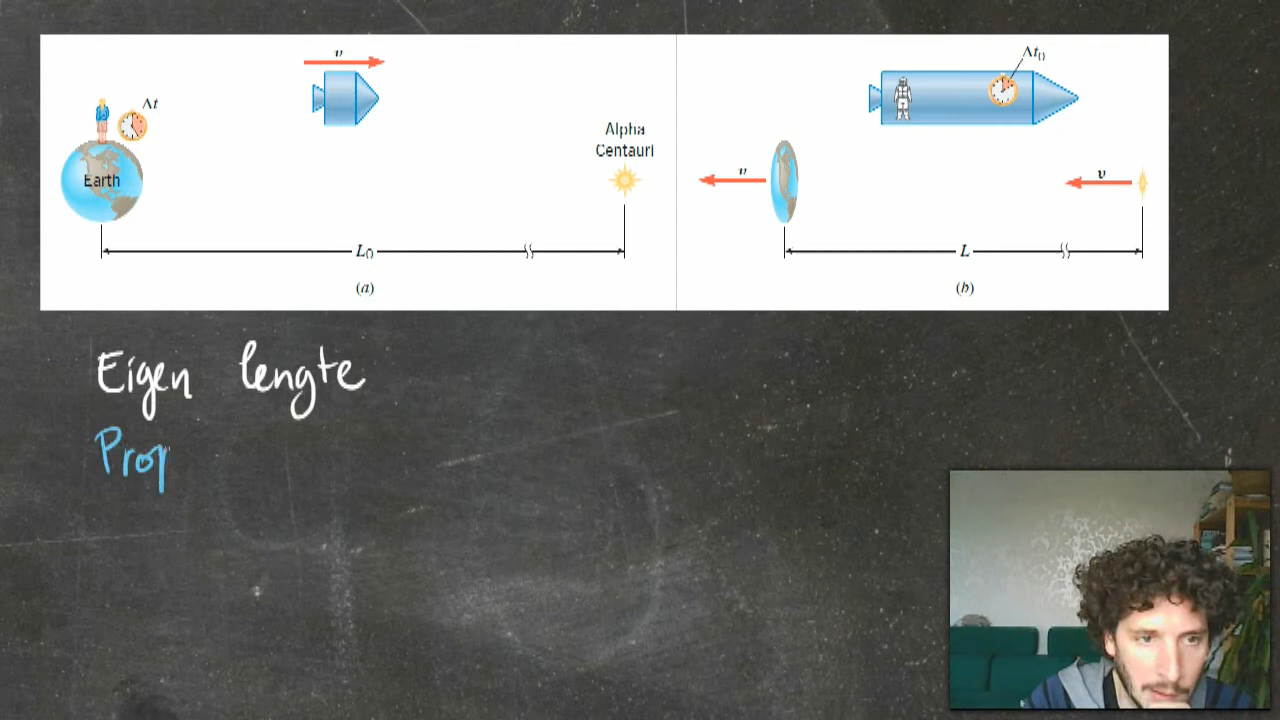 v
Δt
Earth
Alpha
Centauri
L0
(a)
Δt0
v
v
L
(b)
Eigen lengte
Prop